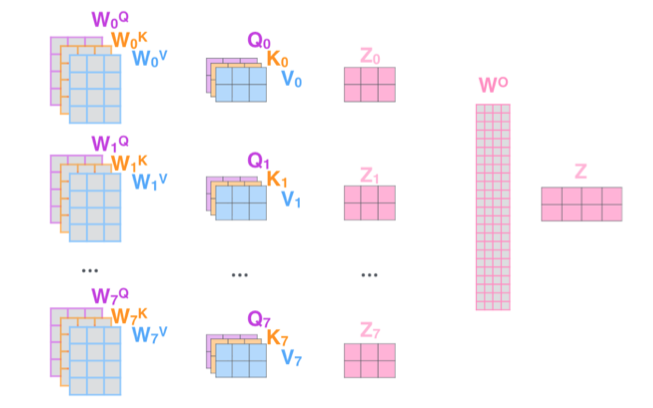 W₀Q
W₀K
W₀V
Q₀
K₀
V₀
Z₀
WO
W₁Q
W₁K
W₁V
Q₁
K₁
V₁
Z₁
Z
...
...
...
W₇Q
W₇K
W₇V
Q₇
K₇
V₇
Z₇